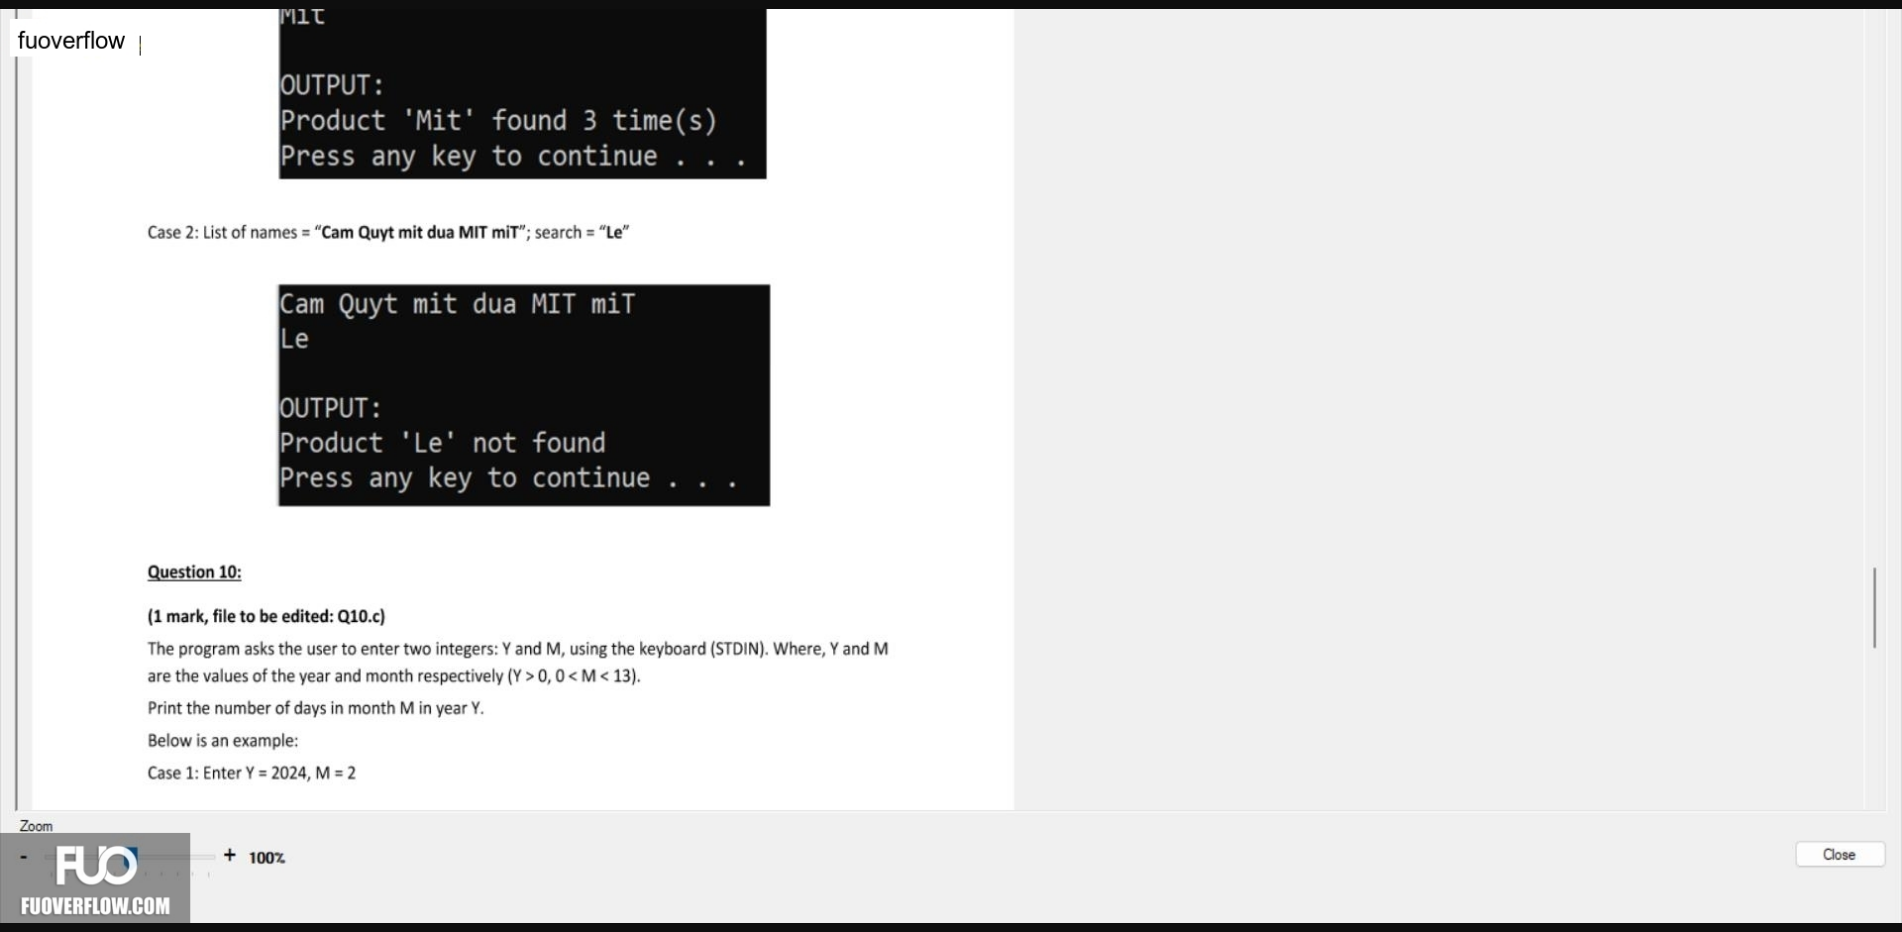 Mit
fuoverflow
OUTPUT:
Product 'Mit' found 3 time(s)
Press any key to continue . . .
Case 2: List of names = “Cam Quyt mit dua MIT miT”; search = “Le”
Cam Quyt mit dua MIT miT
Le
OUTPUT:
Product 'Le' not found
Press any key to continue . . .
Question 10:
(1 mark, file to be edited: Q10.c)
The program asks the user to enter two integers: Y and M, using the keyboard (STDIN). Where, Y and M
are the values of the year and month respectively (Y > 0, 0 < M < 13).
Print the number of days in month M in year Y.
Below is an example:
Case 1: Enter Y = 2024, M = 2
Zoom
- + 100%
Close
FUO
FUOVERFLOW.COM